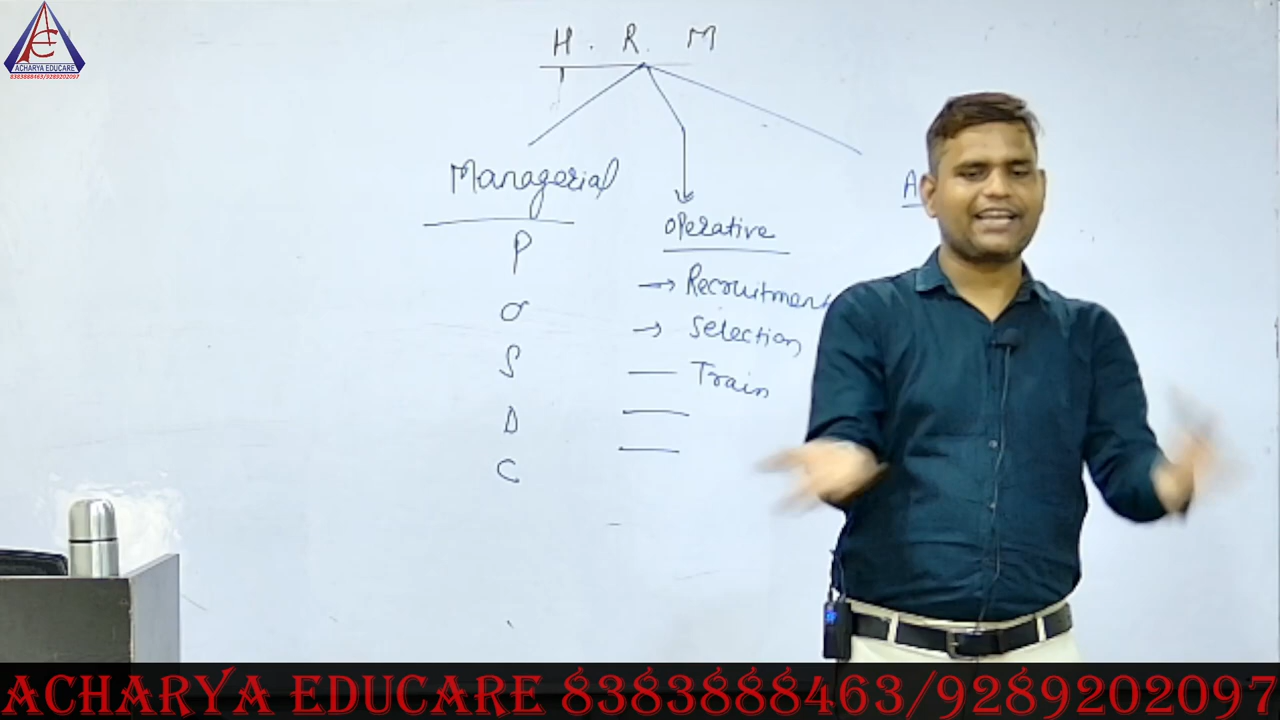 ACHARYA EDUCARE
8383888463/9289202097
H. R. M
Managerial
P
O
S
D
C
Operative
→ Recruitment
→ Selection
— Train
A
ACHARYA EDUCARE 8383888463/9289202097